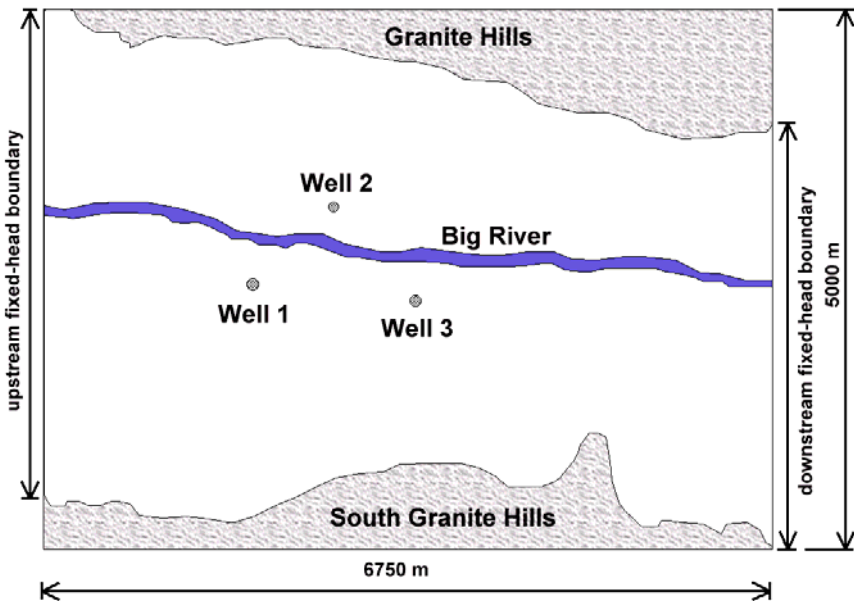 Granite Hills
upstream fixed-head boundary
Well 2
Big River
Well 1
Well 3
downstream fixed-head boundary
5000 m
South Granite Hills
6750 m